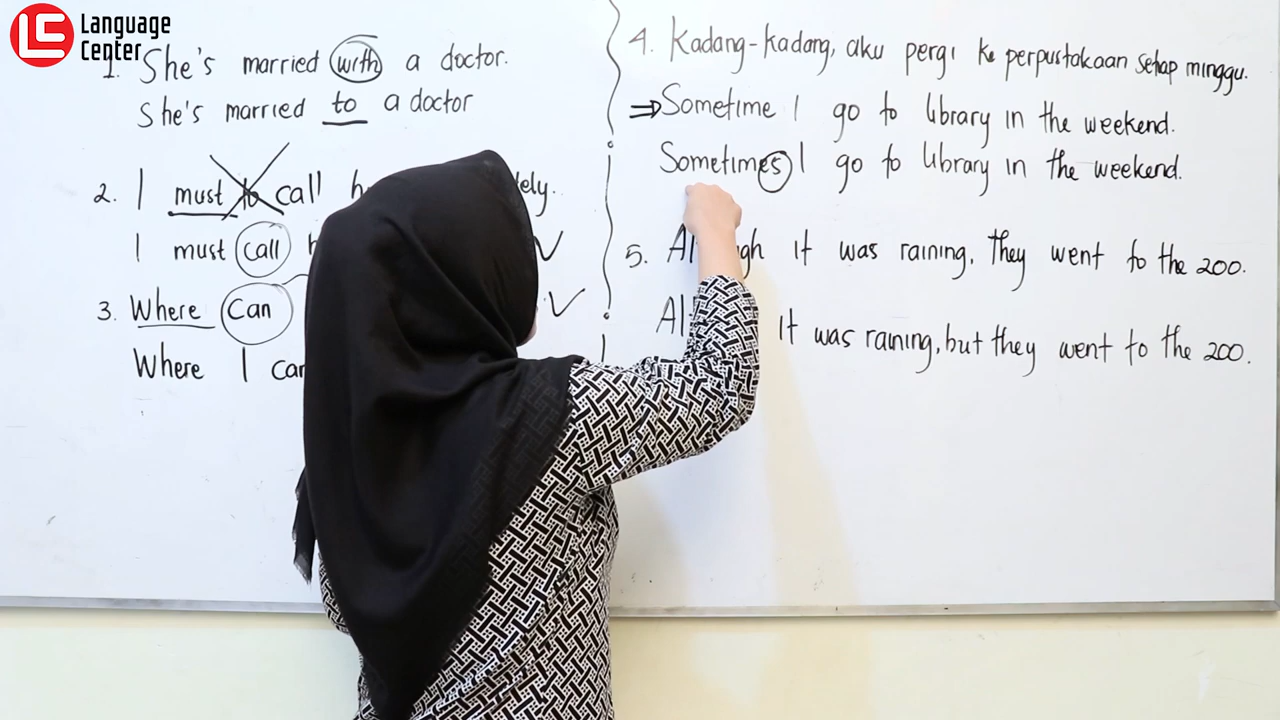 LC Language
Center
1. She's married with a doctor.
She's married to a doctor
2. I must to call
I must call
3. Where Can
Where I can
4. Kadang-Kadang, aku pergi ke perpustakaan setiap minggu.
⇒ Sometime I go to library in the weekend.
Sometimes I go to library in the weekend.
5. it was raining, they went to the zoo.
it was raining, but they went to the zoo.